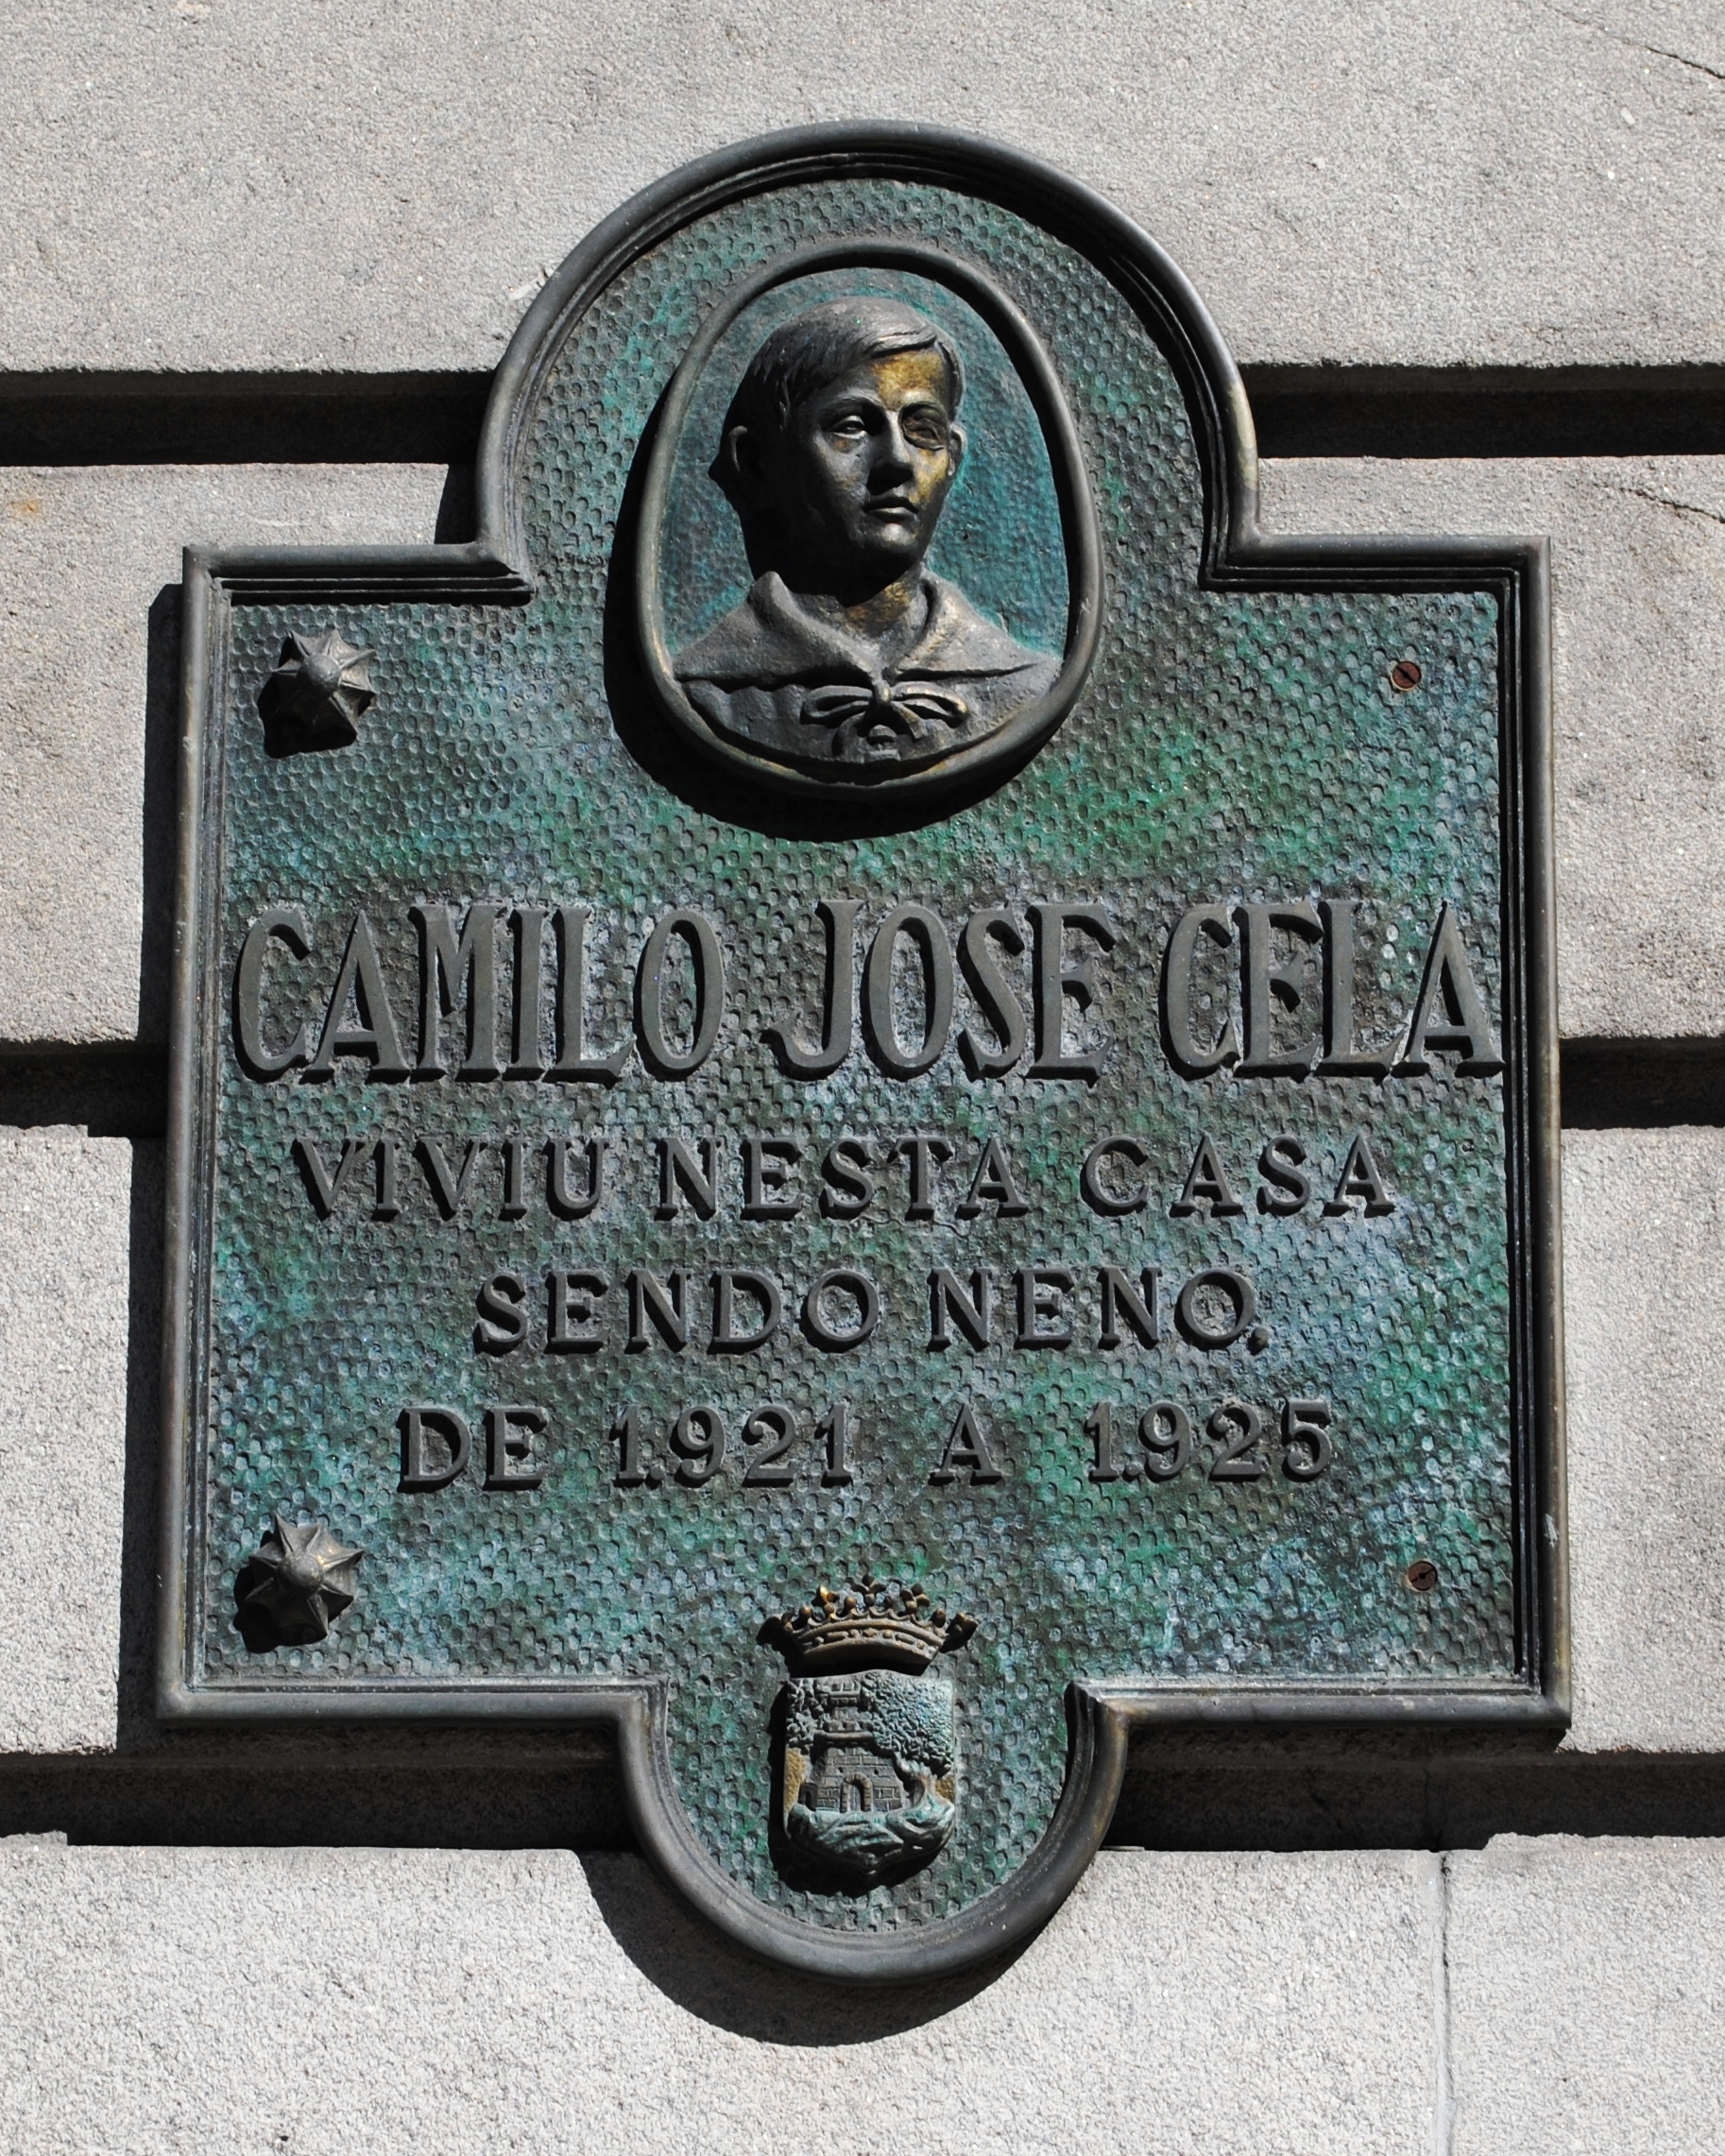 CAMILO JOSE CELA
VIVIU NESTA CASA
SENDO NENO,
DE 1.921 A 1.925